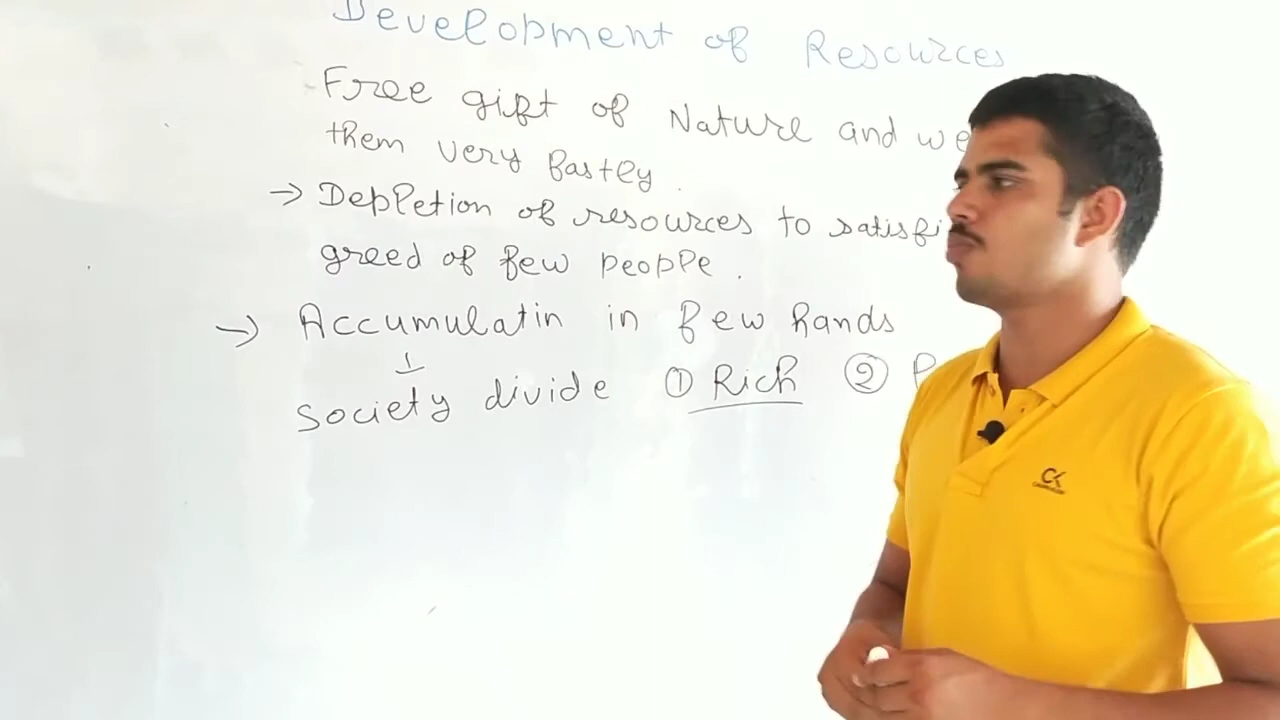 Development of Resources
Free gift of Nature and we
them very fastly.
→ Depletion of resources to satisfi
greed of few people.
→ Accumulatin in few hands
↓
society divide ① Rich ② P
CK